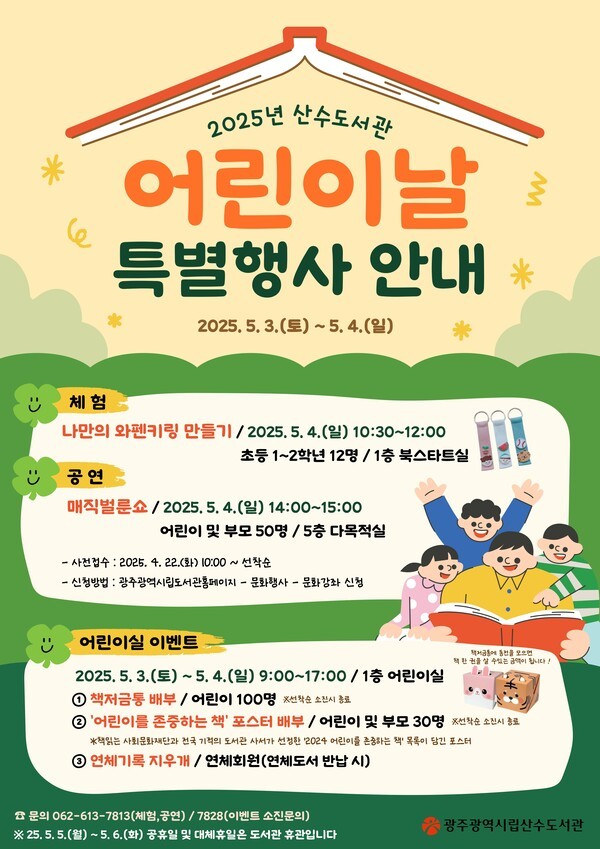 2025년 산수도서관
어린이날
특별행사 안내
2025. 5. 3.(토) ~ 5. 4.(일)
체험
나만의 와펜키링 만들기 / 2025. 5. 4.(일) 10:30~12:00
초등 1~2학년 12명 / 1층 북스타트실
공연
매직벌룬쇼 / 2025. 5. 4.(일) 14:00~15:00
어린이 및 부모 50명 / 5층 다목적실
- 사전접수 : 2025. 4. 22.(화) 10:00 ~ 선착순
- 신청방법 : 광주광역시립도서관홈페이지 - 문화행사 - 문화강좌 신청
어린이실 이벤트
책저금통에 동전을 모으면
책 한 권을 살 수있는 금액이 됩니다 !
2025. 5. 3.(토) ~ 5. 4.(일) 9:00~17:00 / 1층 어린이실
① 책저금통 배부 / 어린이 100명 ※선착순 소진시 종료
② '어린이를 존중하는 책' 포스터 배부 / 어린이 및 부모 30명 ※선착순 소진시 종료
※책읽는 사회문화재단과 전국 기적의 도서관 사서가 선정한 '2024 어린이를 존중하는 책' 목록이 담긴 포스터
③ 연체기록 지우개 / 연체회원(연체도서 반납 시)
☎ 문의 062-613-7813(체험,공연) / 7828(이벤트 소진문의)
※ 25. 5. 5.(월) ~ 5. 6.(화) 공휴일 및 대체휴일은 도서관 휴관입니다
광주광역시립산수도서관